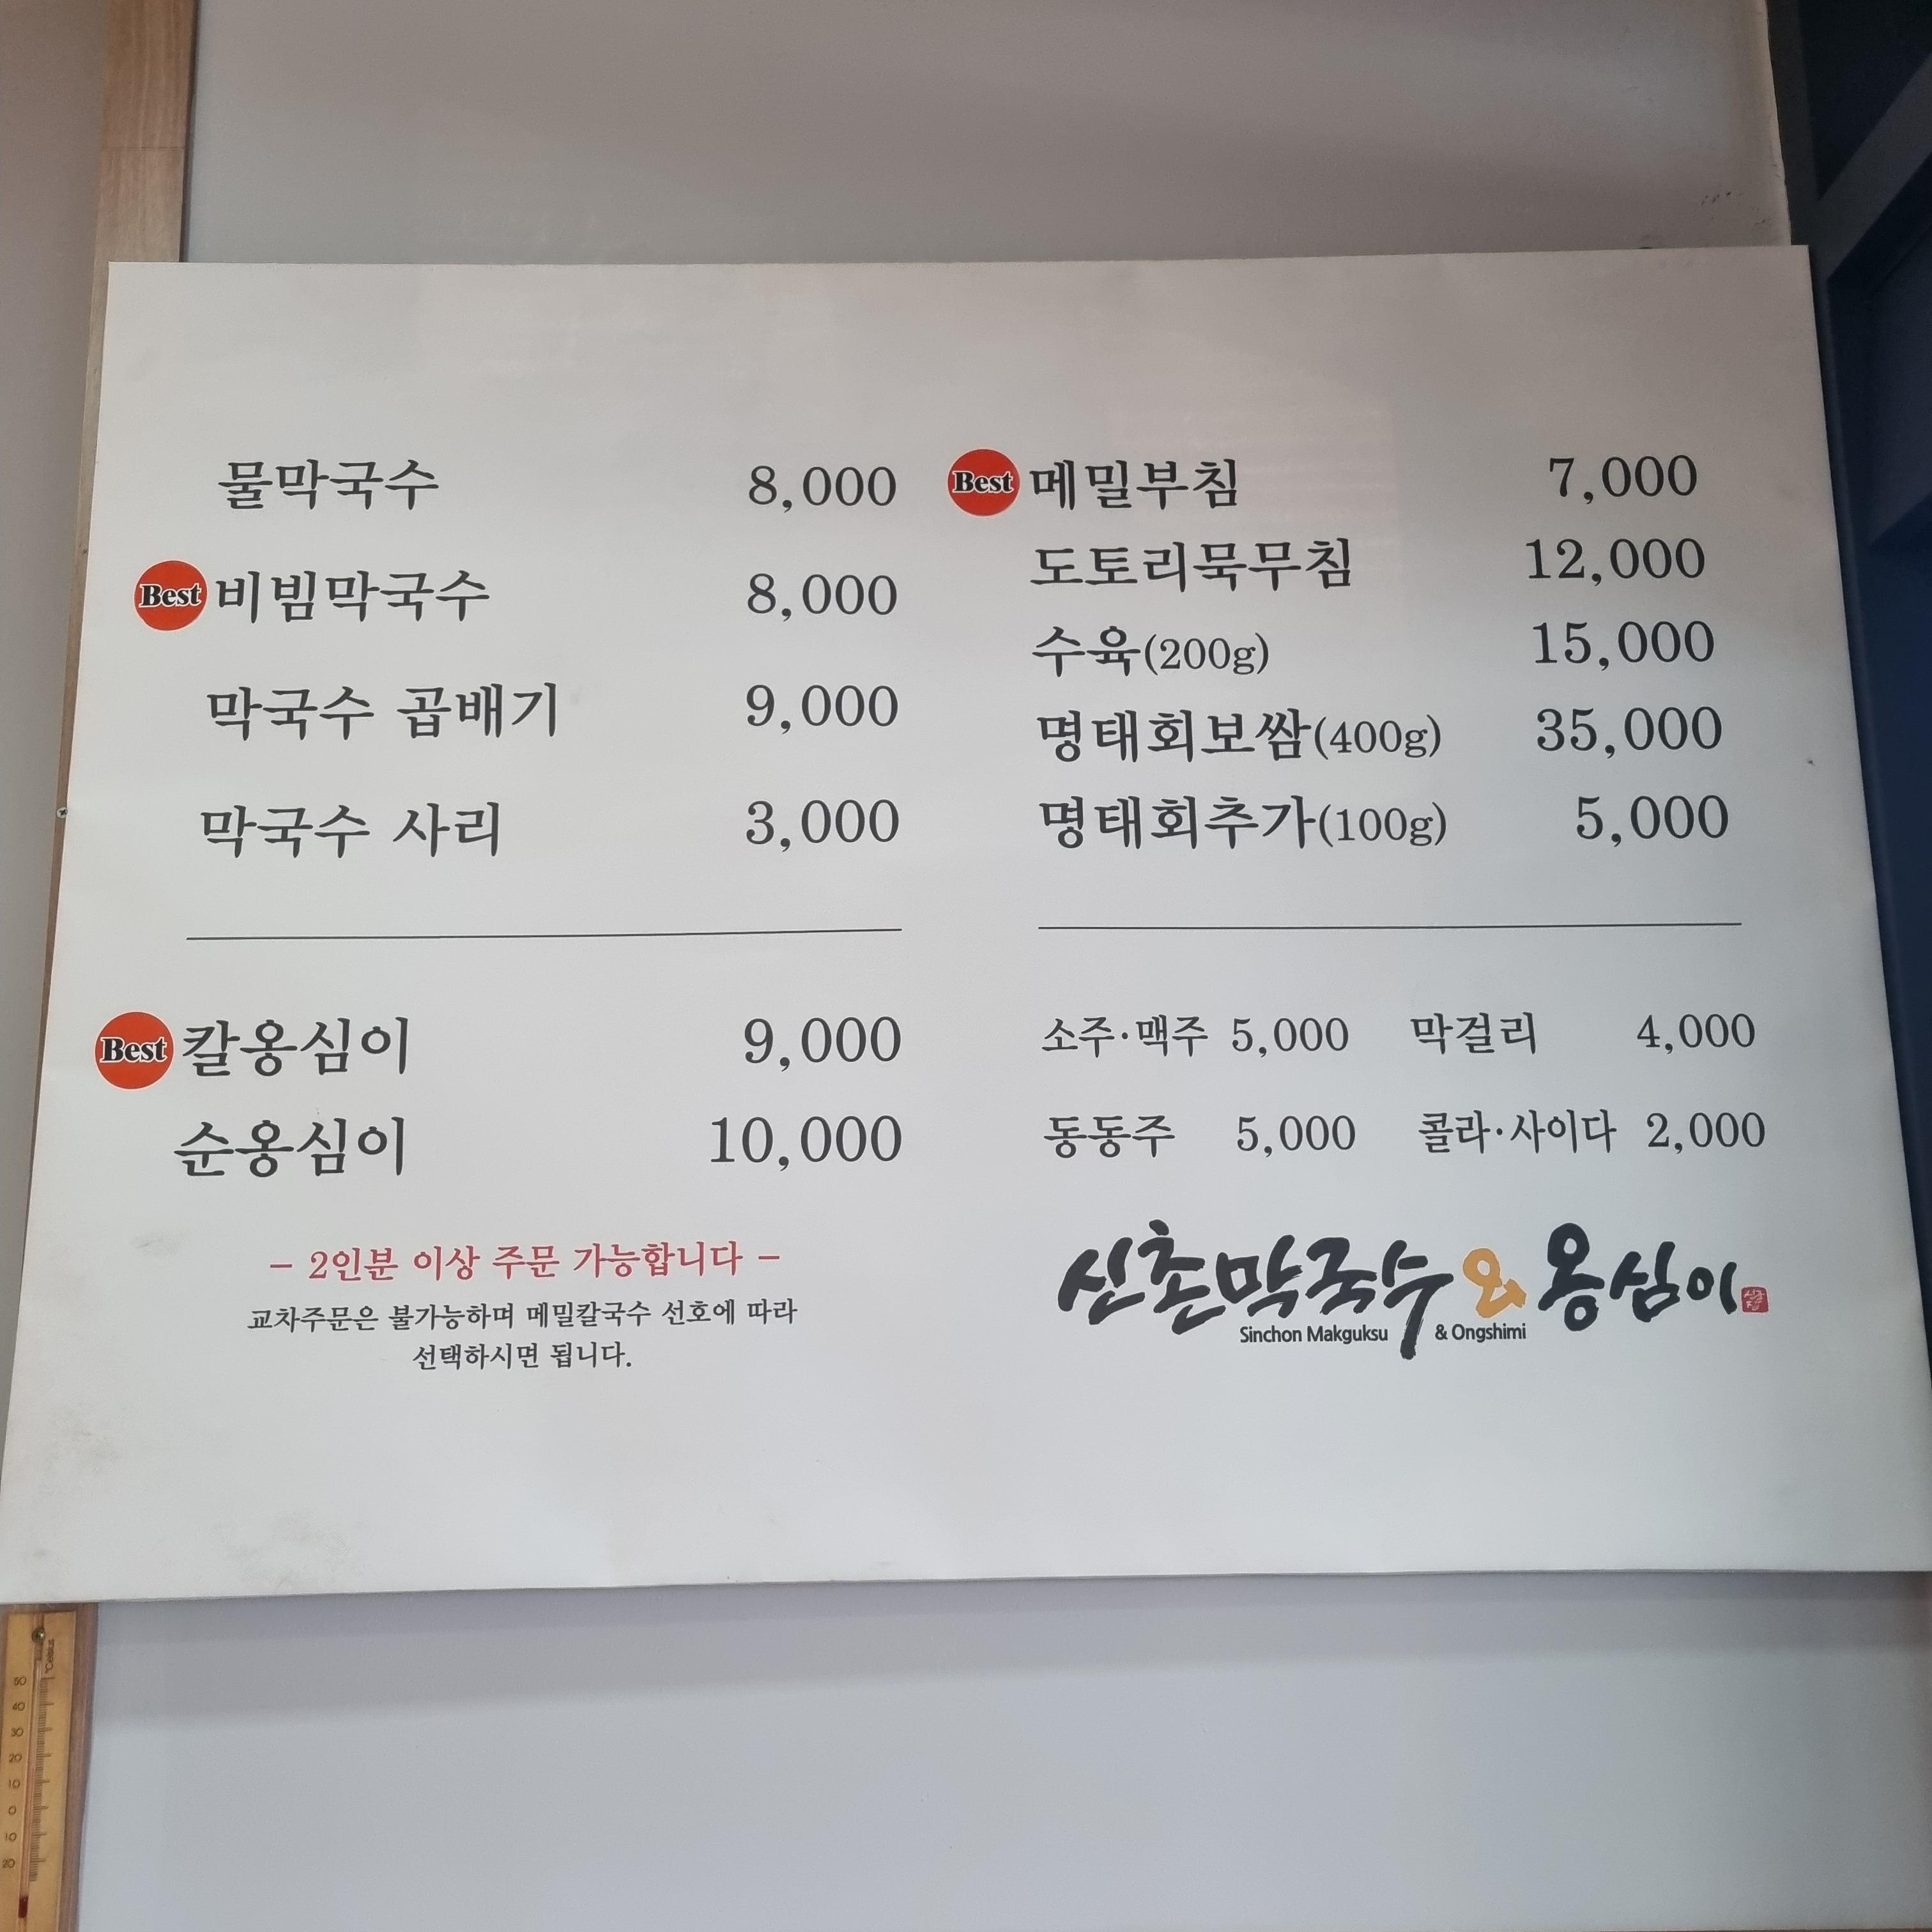 물막국수 8,000
Best 비빔막국수 8,000
막국수 곱배기 9,000
막국수 사리 3,000
Best 칼옹심이 9,000
순옹심이 10,000
– 2인분 이상 주문 가능합니다 –
교차주문은 불가능하며 메밀칼국수 선호에 따라
선택하시면 됩니다.
Best 메밀부침 7,000
도토리묵무침 12,000
수육(200g) 15,000
명태회보쌈(400g) 35,000
명태회추가(100g) 5,000
소주·맥주 5,000 막걸리 4,000
동동주 5,000 콜라·사이다 2,000
신촌막국수&옹심이
Sinchon Makguksu & Ongshimi
50
40
30
20
10
0
10
20